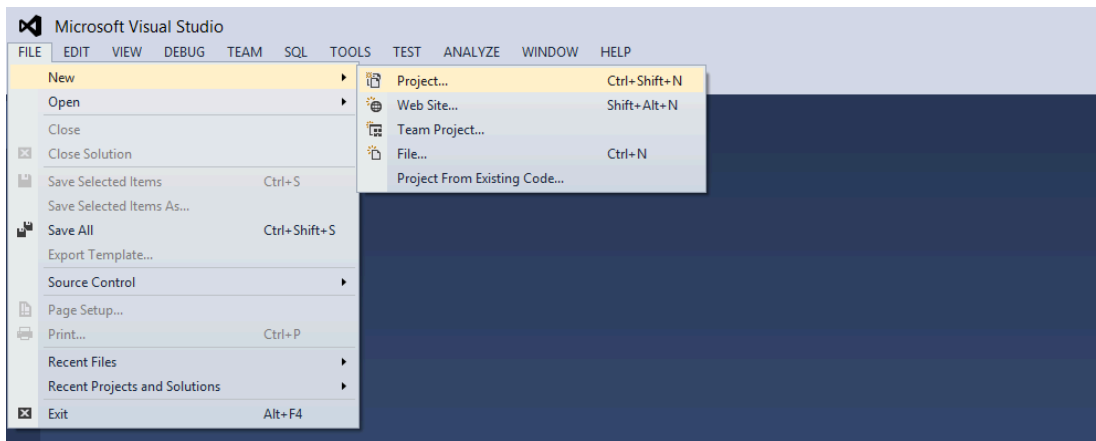 Microsoft Visual Studio
FILE EDIT VIEW DEBUG TEAM SQL TOOLS TEST ANALYZE WINDOW HELP
New
Open
Close
Close Solution
Save Selected Items Ctrl+S
Save Selected Items As...
Save All Ctrl+Shift+S
Export Template...
Source Control
Page Setup...
Print... Ctrl+P
Recent Files
Recent Projects and Solutions
Exit Alt+F4
Project... Ctrl+Shift+N
Web Site... Shift+Alt+N
Team Project...
File... Ctrl+N
Project From Existing Code...